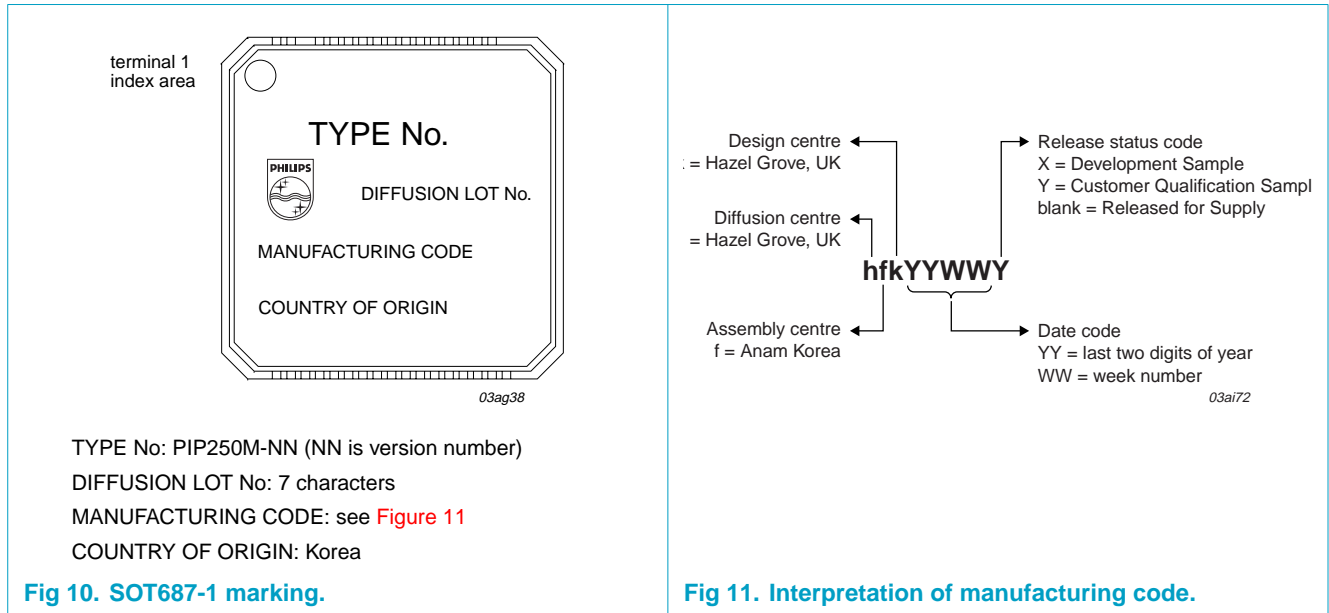 terminal 1
index area
TYPE No.
PHILIPS
DIFFUSION LOT No.
MANUFACTURING CODE
COUNTRY OF ORIGIN
03ag38
TYPE No: PIP250M-NN (NN is version number)
DIFFUSION LOT No: 7 characters
MANUFACTURING CODE: see Figure 11
COUNTRY OF ORIGIN: Korea
Fig 10. SOT687-1 marking.
Design centre
= Hazel Grove, UK
Diffusion centre
= Hazel Grove, UK
Release status code
X = Development Sample
Y = Customer Qualification Sampl
blank = Released for Supply
hfkYYWWY
Assembly centre
f = Anam Korea
Date code
YY = last two digits of year
WW = week number
03ai72
Fig 11. Interpretation of manufacturing code.